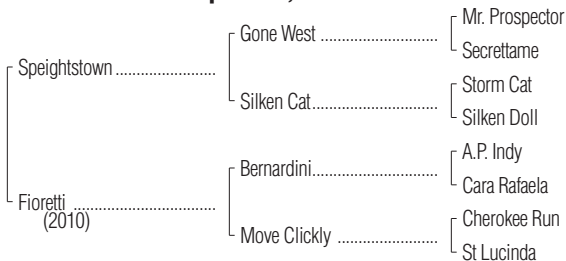 Mr. Prospector
Gone West
Secrettame
Speightstown
Storm Cat
Silken Cat
Silken Doll
A.P. Indy
Bernardini
Cara Rafaela
Fioretti
(2010)
Cherokee Run
Move Clickly
St Lucinda